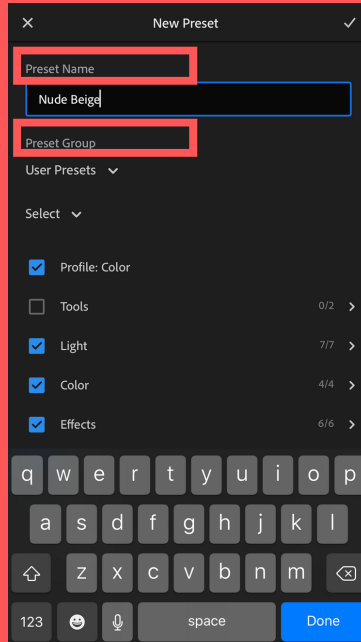 New Preset
Preset Name
Nude Beige
Preset Group
User Presets
Select
Profile: Color
Tools 0/2
Light 7/7
Color 4/4
Effects 6/6
q w e r t y u i o p
a s d f g h j k l
z x c v b n m
123 space Done